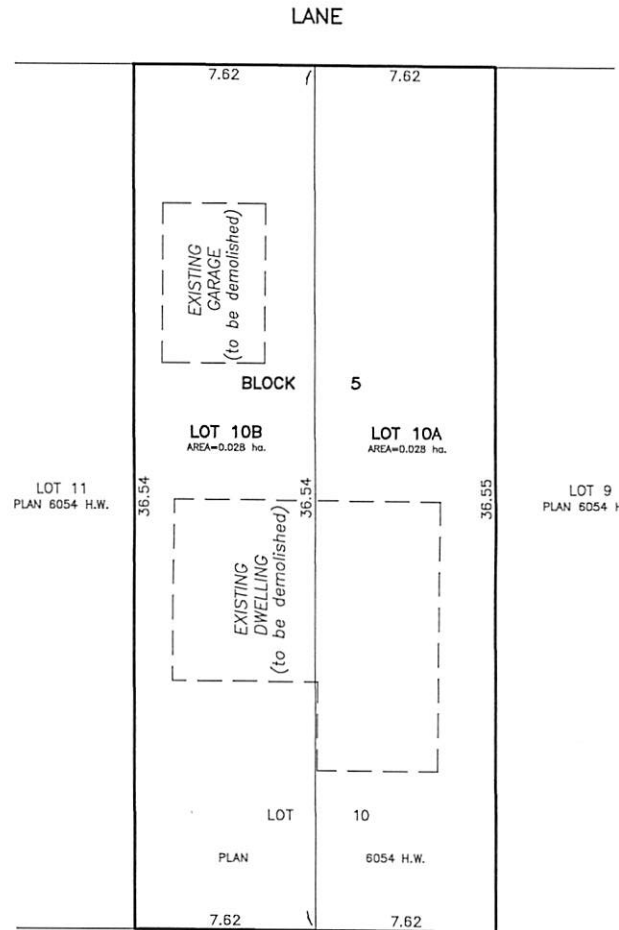 LANE
7.62 7.62
EXISTING
GARAGE
(to be demolished)
BLOCK 5
LOT 10B
AREA=0.028 ha.
LOT 10A
AREA=0.028 ha.
LOT 11
PLAN 6054 H.W.
36.54
36.54
36.55
LOT 9
PLAN 6054 H
EXISTING
DWELLING
(to be demolished)
LOT 10
PLAN 6054 H.W.
7.62 7.62